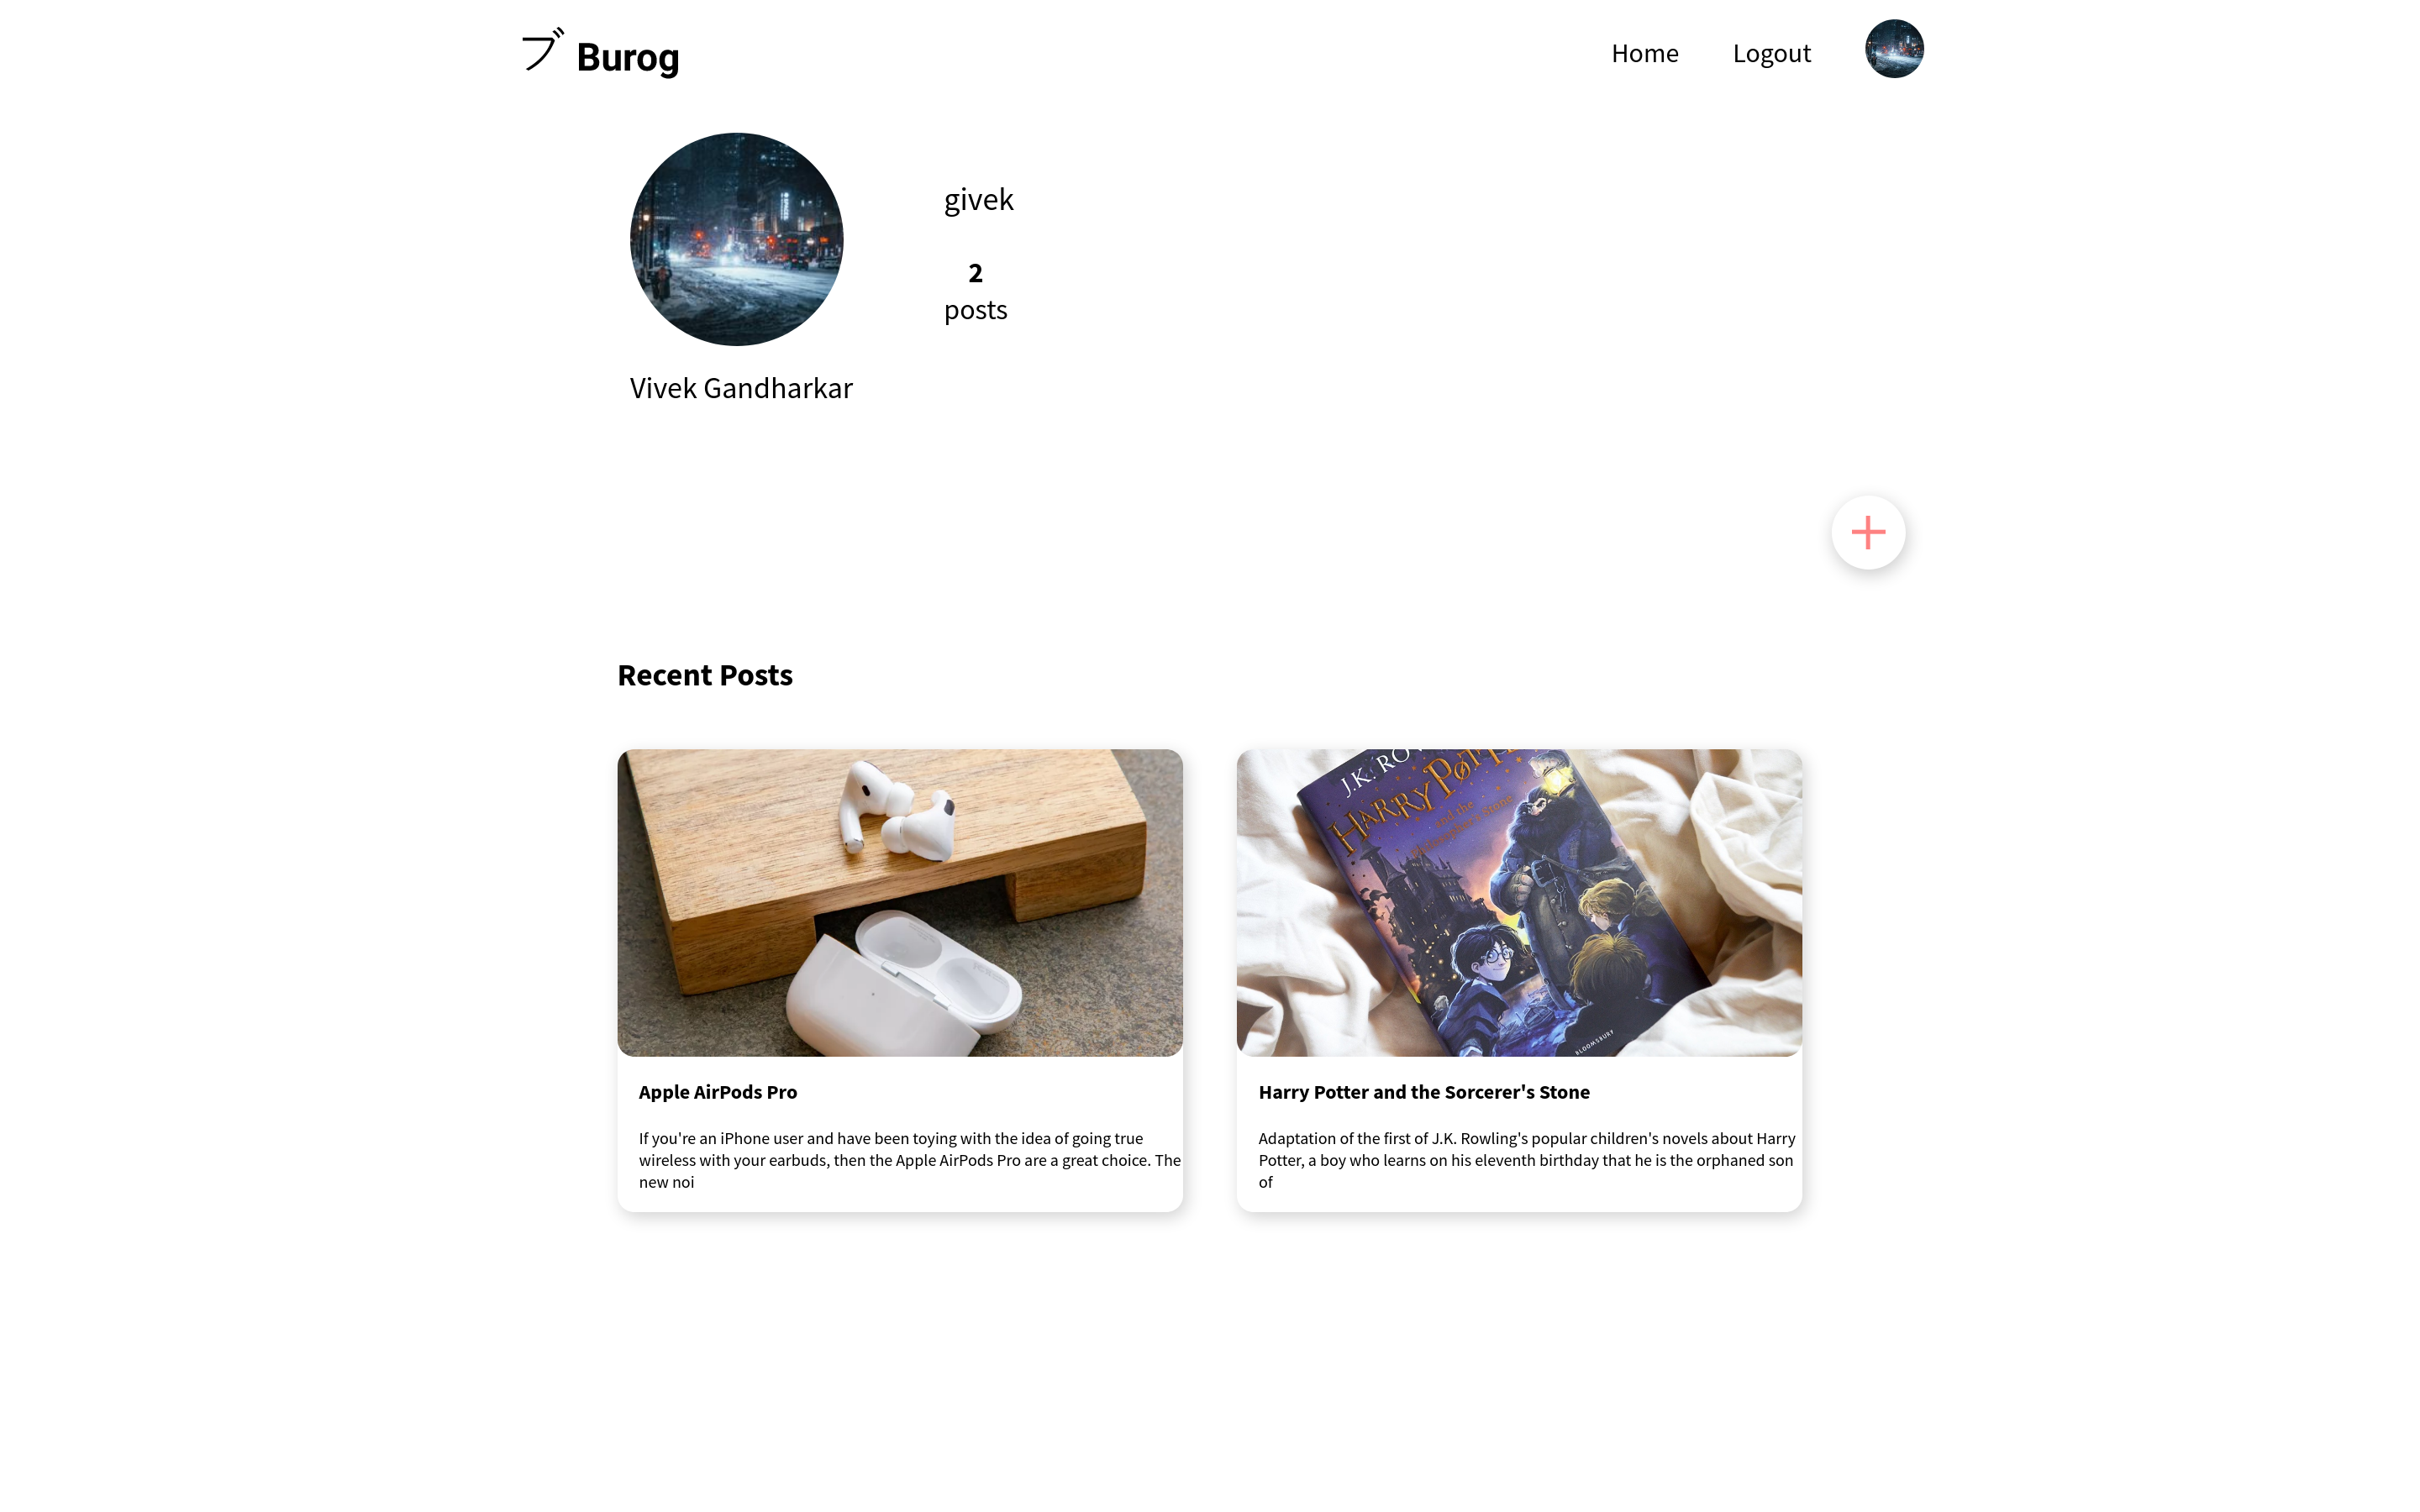 ブ Burog
Home
Logout
givek
2
posts
Vivek Gandharkar
Recent Posts
J.K. RO
HARRY POTTE
and the
Philosopher's Stone
BLOOMSBURY
Apple AirPods Pro
If you're an iPhone user and have been toying with the idea of going true
wireless with your earbuds, then the Apple AirPods Pro are a great choice. The
new noi
Harry Potter and the Sorcerer's Stone
Adaptation of the first of J.K. Rowling's popular children's novels about Harry
Potter, a boy who learns on his eleventh birthday that he is the orphaned son
of